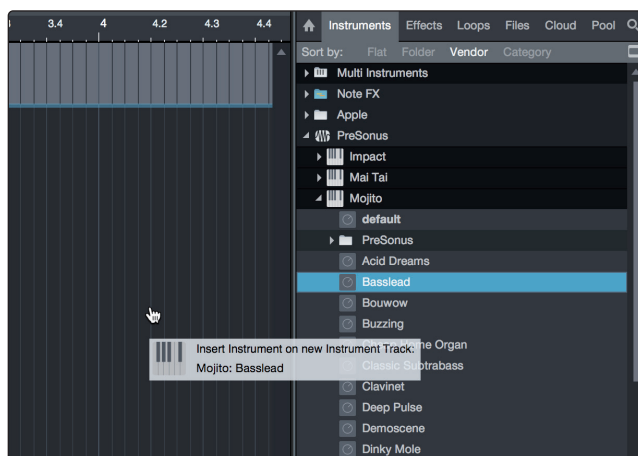 3.4 4 4.2 4.3 4.4
Instruments Effects Loops Files Cloud Pool
Sort by: Flat Folder Vendor Category
Multi Instruments
Note FX
Apple
PreSonus
Impact
Mai Tai
Mojito
default
PreSonus
Acid Dreams
Basslead
Bouwow
Buzzing
Home Organ
Classic Subtrabass
Insert Instrument on new Instrument Track:
Mojito: Basslead
Clavinet
Deep Pulse
Demoscene
Dinky Mole